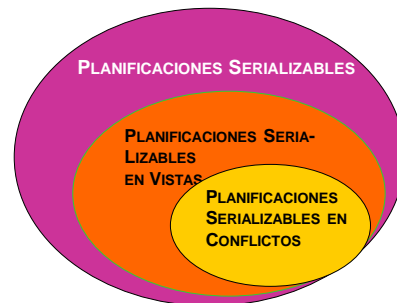 PLANIFICACIONES SERIALIZABLES
PLANIFICACIONES SERIA-
LIZABLES
EN VISTAS
PLANIFICACIONES
SERIALIZABLES EN
CONFLICTOS